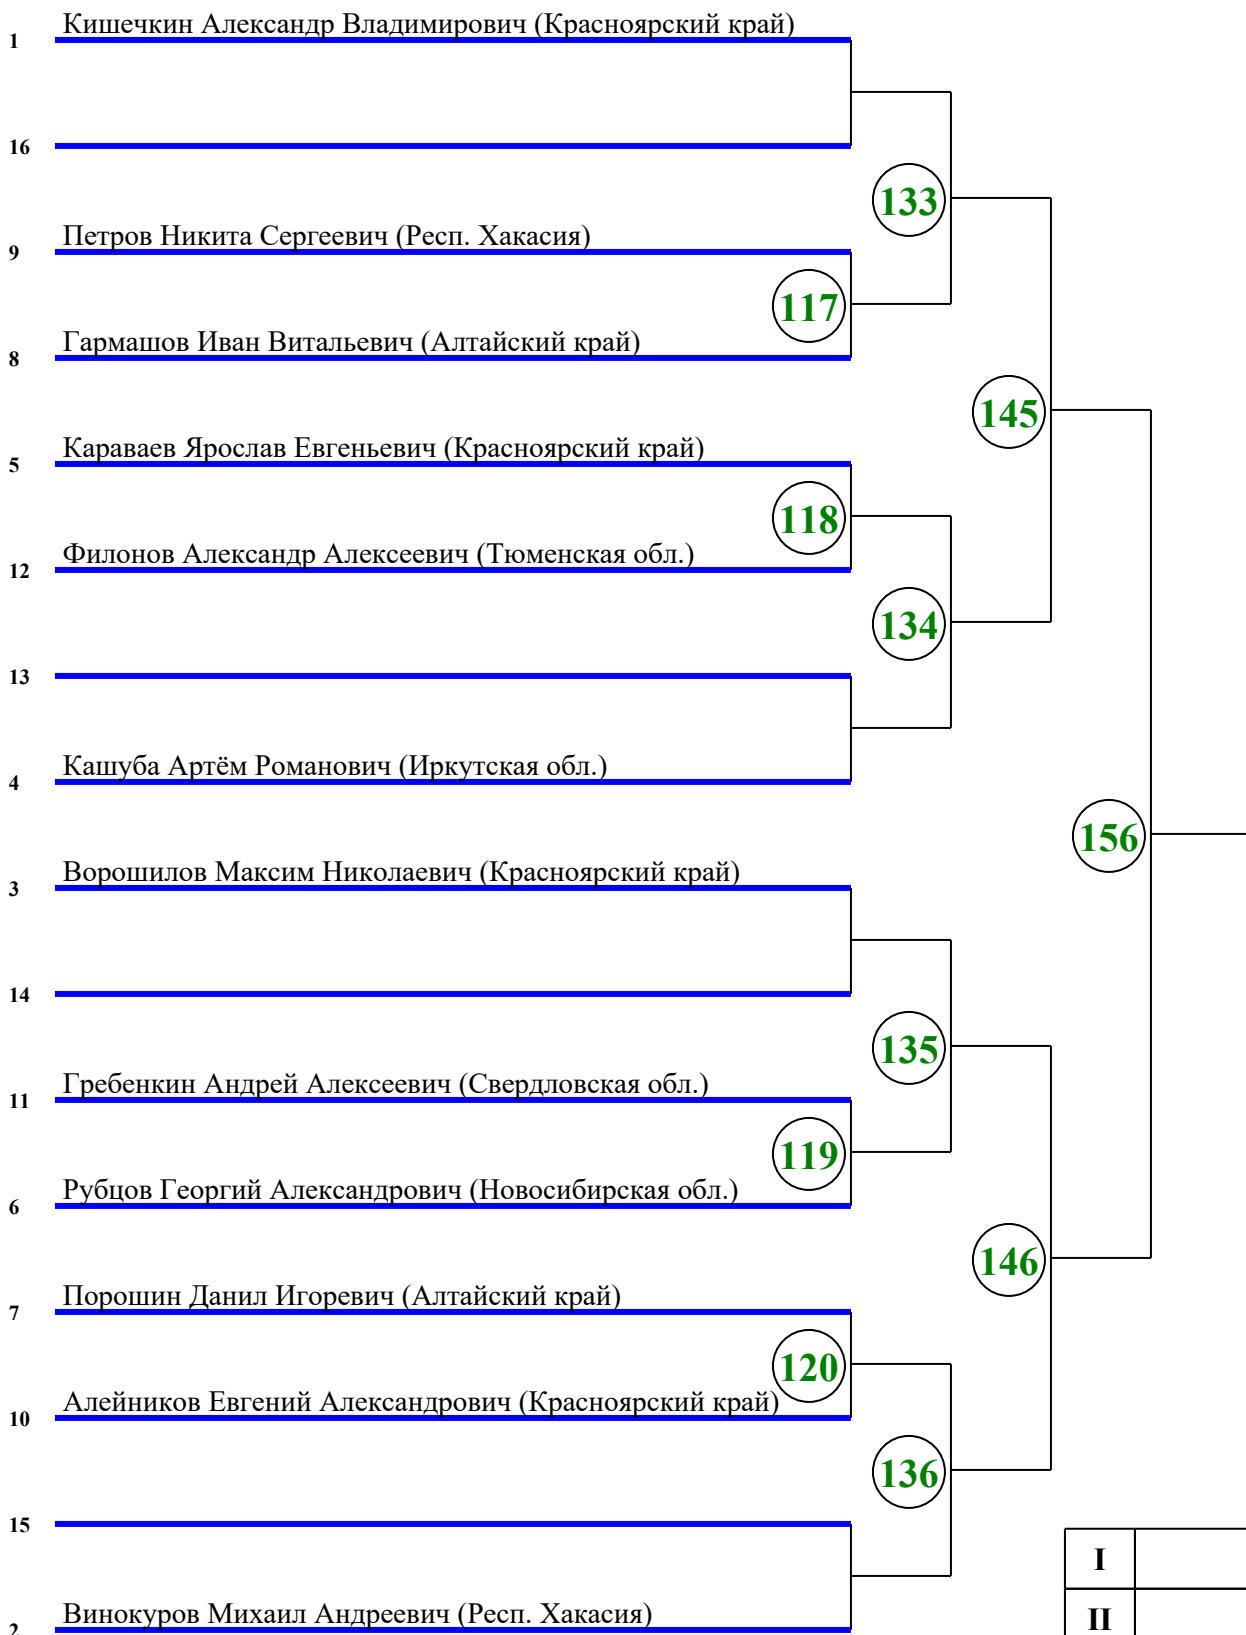 1 Кишечкин Александр Владимирович (Красноярский край)
16
133
9 Петров Никита Сергеевич (Респ. Хакасия)
117
8 Гармашов Иван Витальевич (Алтайский край)
145
5 Караваев Ярослав Евгеньевич (Красноярский край)
118
12 Филонов Александр Алексеевич (Тюменская обл.)
134
13
4 Кашуба Артём Романович (Иркутская обл.)
156
3 Ворошилов Максим Николаевич (Красноярский край)
14
135
11 Гребенкин Андрей Алексеевич (Свердловская обл.)
119
6 Рубцов Георгий Александрович (Новосибирская обл.)
146
7 Порошин Данил Игоревич (Алтайский край)
120
10 Алейников Евгений Александрович (Красноярский край)
136
15
I
2 Винокуров Михаил Андреевич (Респ. Хакасия)
II